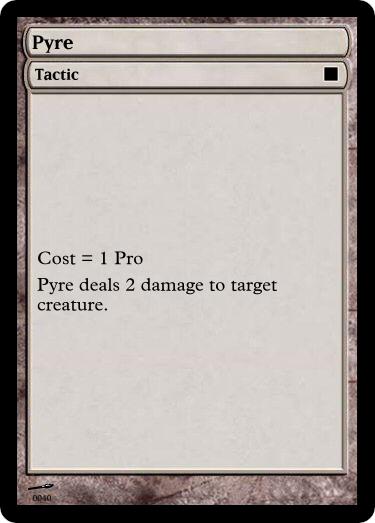 Pyre
Tactic
Cost = 1 Pro
Pyre deals 2 damage to target
creature.
0040